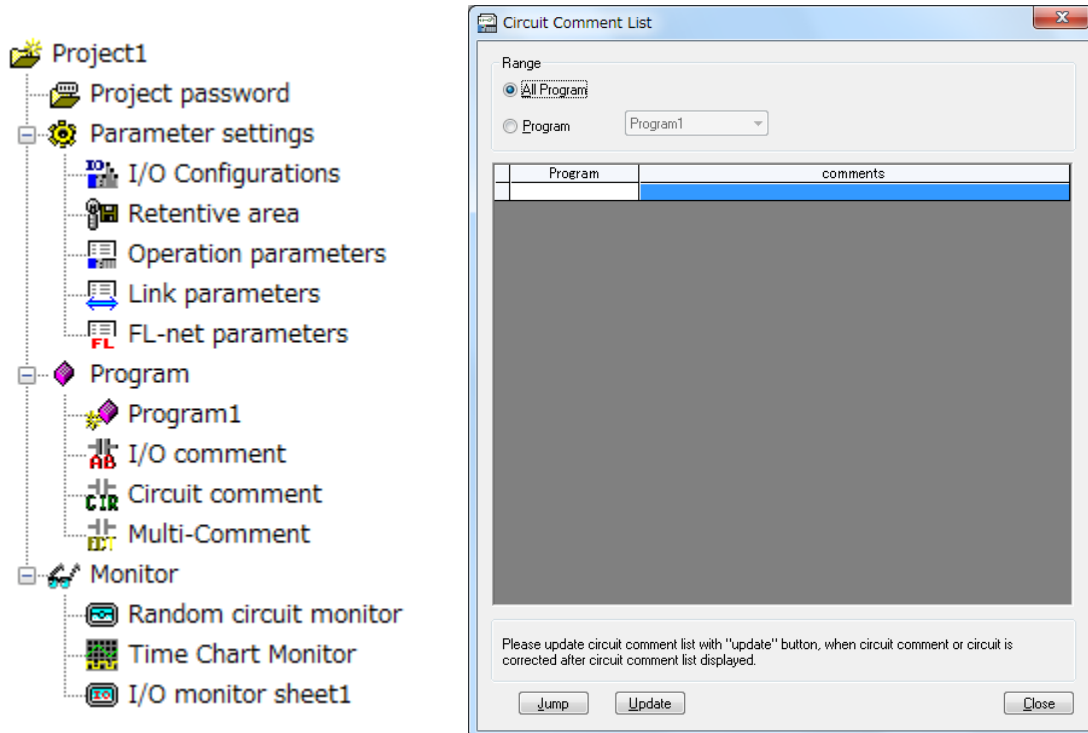 Project1
Project password
Parameter settings
I/O Configurations
Retentive area
Operation parameters
Link parameters
FL-net parameters
Program
Program1
I/O comment
Circuit comment
Multi-Comment
Monitor
Random circuit monitor
Time Chart Monitor
I/O monitor sheet1
Circuit Comment List
Range
All Program
Program Program1
Program comments
Please update circuit comment list with "update" button, when circuit comment or circuit is
corrected after circuit comment list displayed.
Jump Update Close